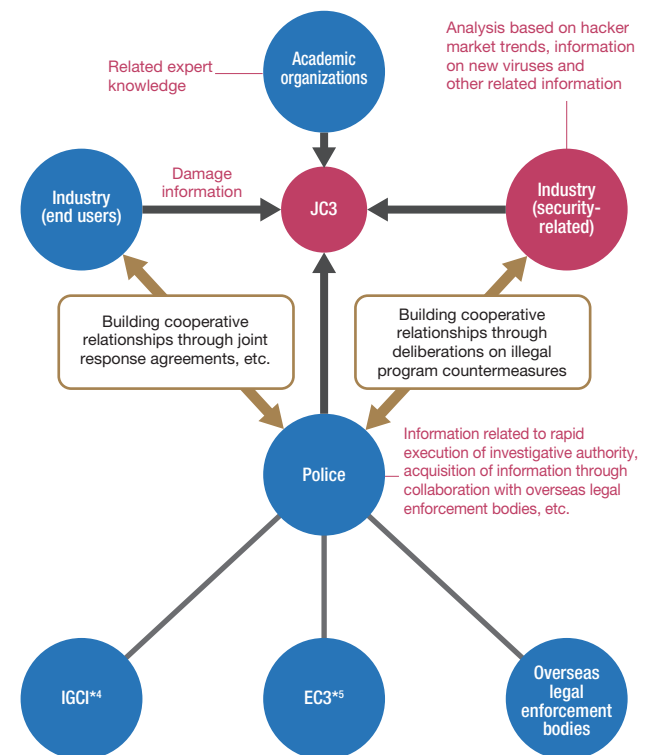 Academic
organizations
Related expert
knowledge
Analysis based on hacker
market trends, information
on new viruses and
other related information
Industry
(end users)
Damage
information
JC3
Industry
(security-
related)
Building cooperative
relationships through joint
response agreements, etc.
Building cooperative
relationships through
deliberations on illegal
program countermeasures
Police
Information related to rapid
execution of investigative authority,
acquisition of information through
collaboration with overseas legal
enforcement bodies, etc.
IGCI*4
EC3*5
Overseas
legal
enforcement
bodies